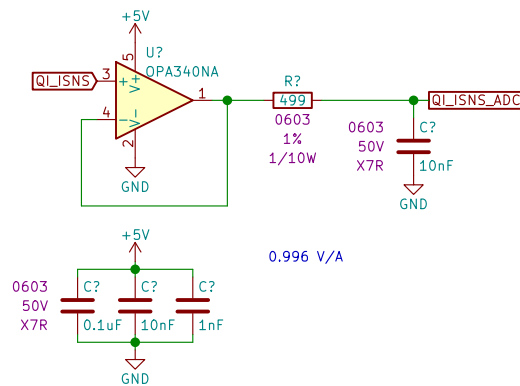 +5V
U?
OPA340NA
5
QI_ISNS
3
+
V+
1
4
−
V-
2
GND
R?
499
0603
1%
1/10W
QI_ISNS_ADC
0603
50V
X7R
C?
10nF
GND
+5V
0.996 V/A
0603
50V
X7R
C?
0.1uF
C?
10nF
C?
1nF
GND